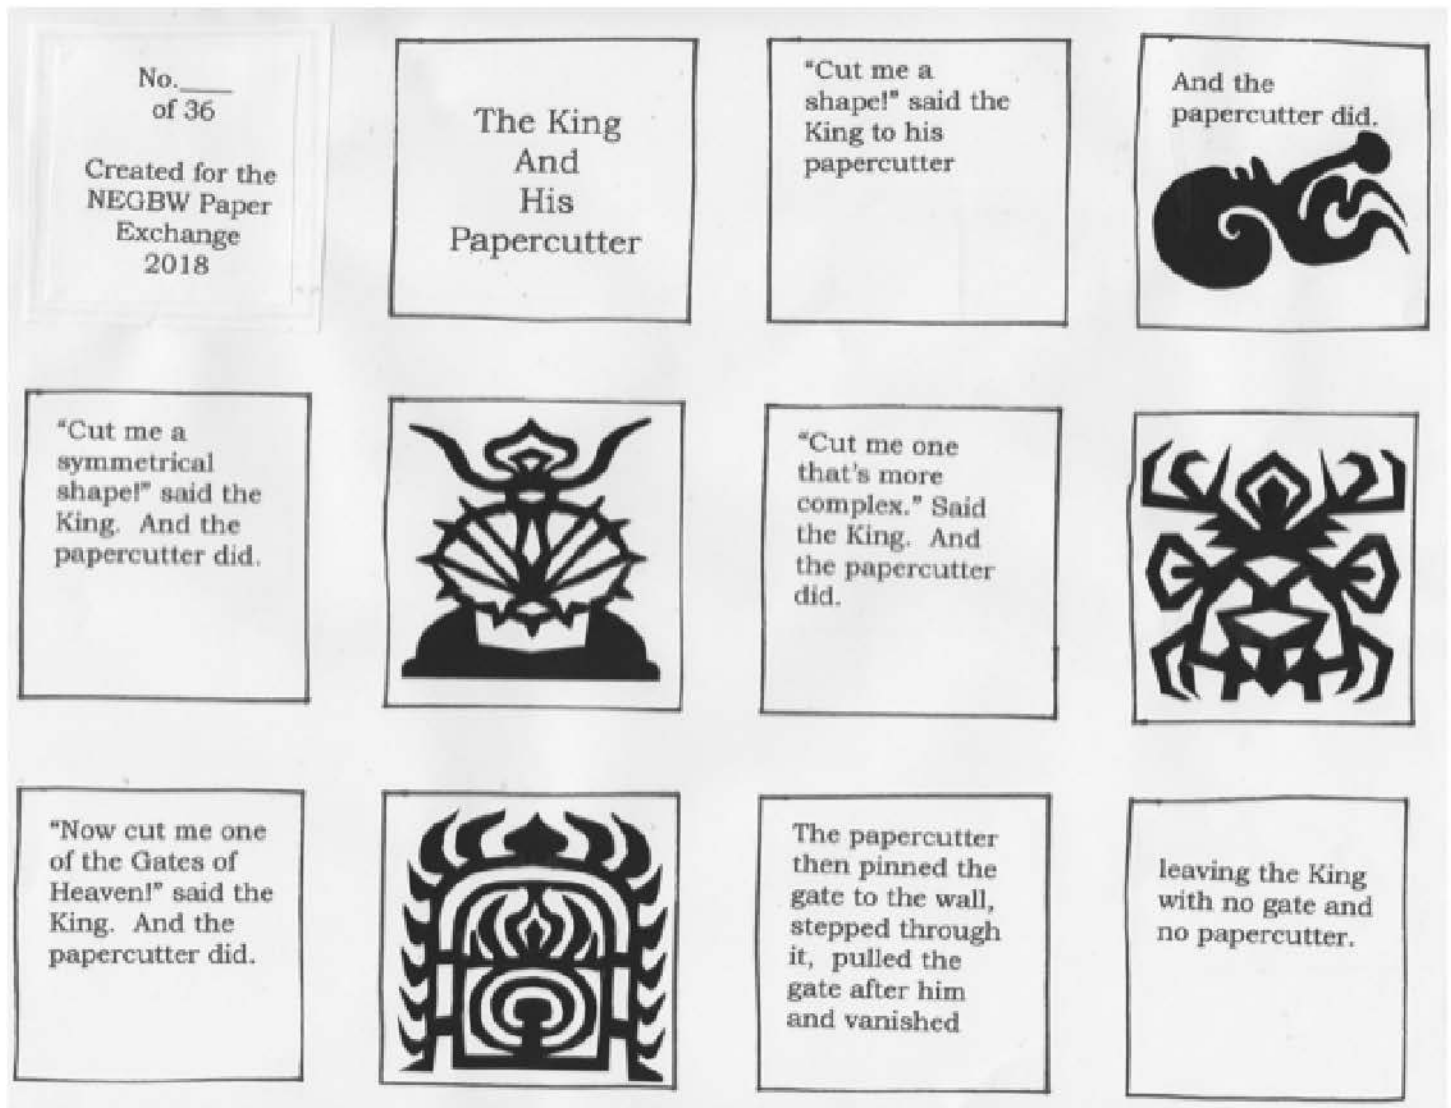 No.____
of 36
Created for the
NEGBW Paper
Exchange
2018
The King
And
His
Papercutter
“Cut me a
shape!” said the
King to his
papercutter
And the
papercutter did.
“Cut me a
symmetrical
shape!” said the
King. And the
papercutter did.
“Cut me one
that’s more
complex.” Said
the King. And
the papercutter
did.
“Now cut me one
of the Gates of
Heaven!” said the
King. And the
papercutter did.
The papercutter
then pinned the
gate to the wall,
stepped through
it, pulled the
gate after him
and vanished
leaving the King
with no gate and
no papercutter.